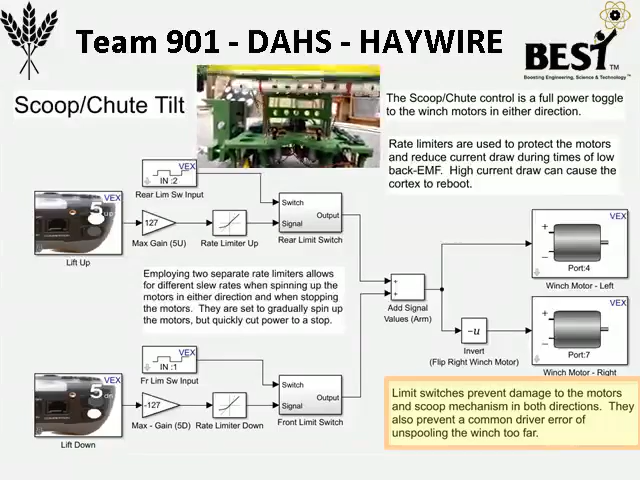 Team 901 - DAHS - HAYWIRE
BEST TM
Boosting Engineering, Science & Technology™
Scoop/Chute Tilt
The Scoop/Chute control is a full power toggle
to the winch motors in either direction.
Rate limiters are used to protect the motors
and reduce current draw during times of low
back-EMF. High current draw can cause the
cortex to reboot.
VEX
IN :2
Rear Lim Sw Input
VEX
5 up
Lift Up
127
Max Gain (5U)
Rate Limiter Up
Switch
Signal
Output
Rear Limit Switch
Employing two separate rate limiters allows
for different slew rates when spinning up the
motors in either direction and when stopping
the motors. They are set to gradually spin up
the motors, but quickly cut power to a stop.
+
+
Add Signal
Values (Arm)
VEX
+
–
Port:4
Winch Motor - Left
-u
Invert
(Flip Right Winch Motor)
VEX
+
–
Port:7
Winch Motor - Right
VEX
IN :1
Fr Lim Sw Input
VEX
5 dn
Lift Down
-127
Max - Gain (5D)
Rate Limiter Down
Switch
Signal
Output
Front Limit Switch
Limit switches prevent damage to the motors
and scoop mechanism in both directions. They
also prevent a common driver error of
unspooling the winch too far.